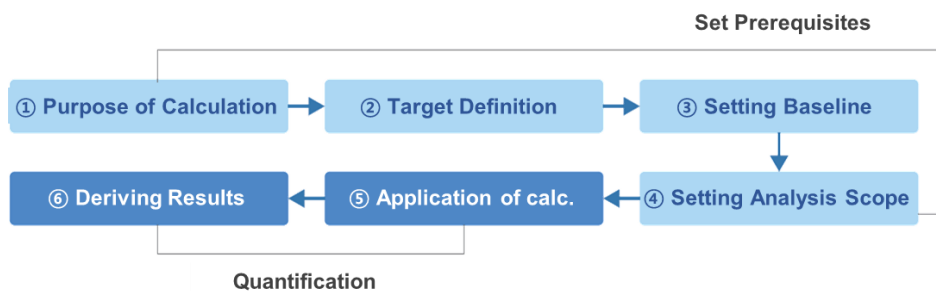 Set Prerequisites
① Purpose of Calculation
② Target Definition
③ Setting Baseline
④ Setting Analysis Scope
⑤ Application of calc.
⑥ Deriving Results
Quantification